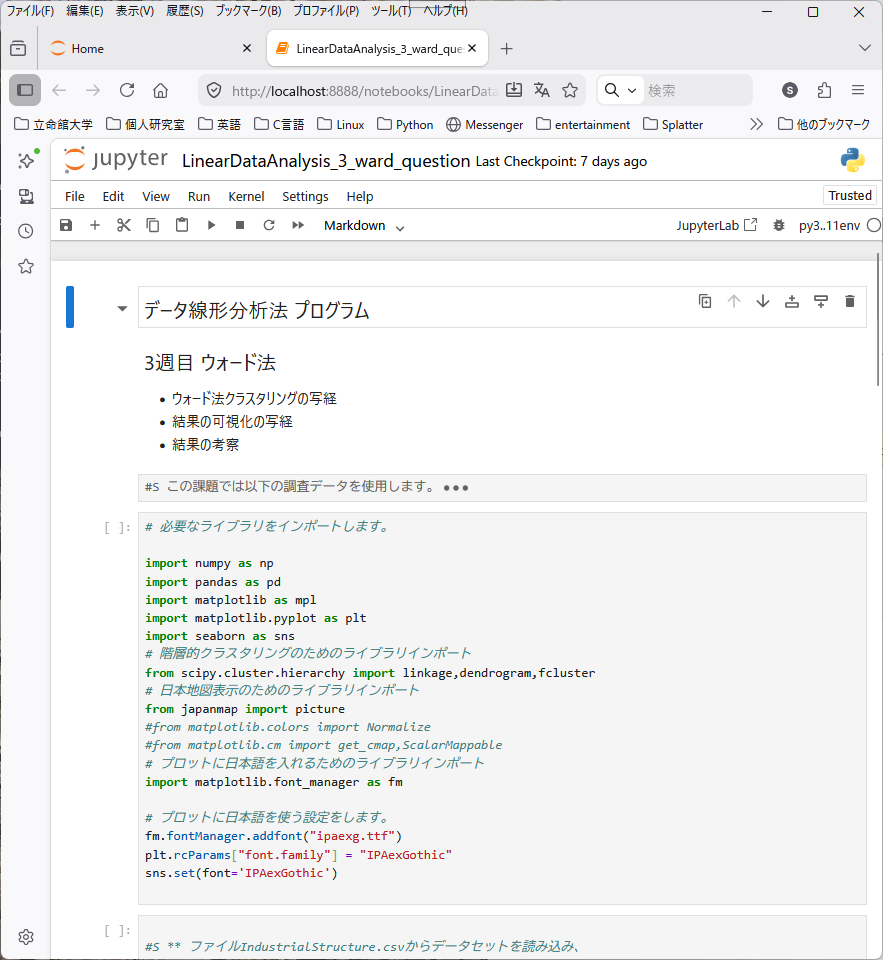 ファイル(F) 編集(E) 表示(V) 履歴(S) ブックマーク(B) プロファイル(P) ツール(T) ヘルプ(H)
Home
LinearDataAnalysis_3_ward_que
http://localhost:8888/notebooks/LinearData
検索
S
立命館大学 個人研究室 英語 C言語 Linux Python Messenger entertainment Splatter 他のブックマーク
jupyter LinearDataAnalysis_3_ward_question Last Checkpoint: 7 days ago
File Edit View Run Kernel Settings Help Trusted
Markdown JupyterLab py3..11env
データ線形分析法 プログラム
3週目 ウォード法
• ウォード法クラスタリングの写経
• 結果の可視化の写経
• 結果の考察
#S この課題では以下の調査データを使用します。 •••
[ ]: # 必要なライブラリをインポートします。
import numpy as np
import pandas as pd
import matplotlib as mpl
import matplotlib.pyplot as plt
import seaborn as sns
# 階層的クラスタリングのためのライブラリインポート
from scipy.cluster.hierarchy import linkage,dendrogram,fcluster
# 日本地図表示のためのライブラリインポート
from japanmap import picture
#from matplotlib.colors import Normalize
#from matplotlib.cm import get_cmap,ScalarMappable
# プロットに日本語を入れるためのライブラリインポート
import matplotlib.font_manager as fm
# プロットに日本語を使う設定をします。
fm.fontManager.addfont("ipaexg.ttf")
plt.rcParams["font.family"] = "IPAexGothic"
sns.set(font='IPAexGothic')
[ ]:
#S ** ファイルIndustrialStructure.csvからデータセットを読み込み、